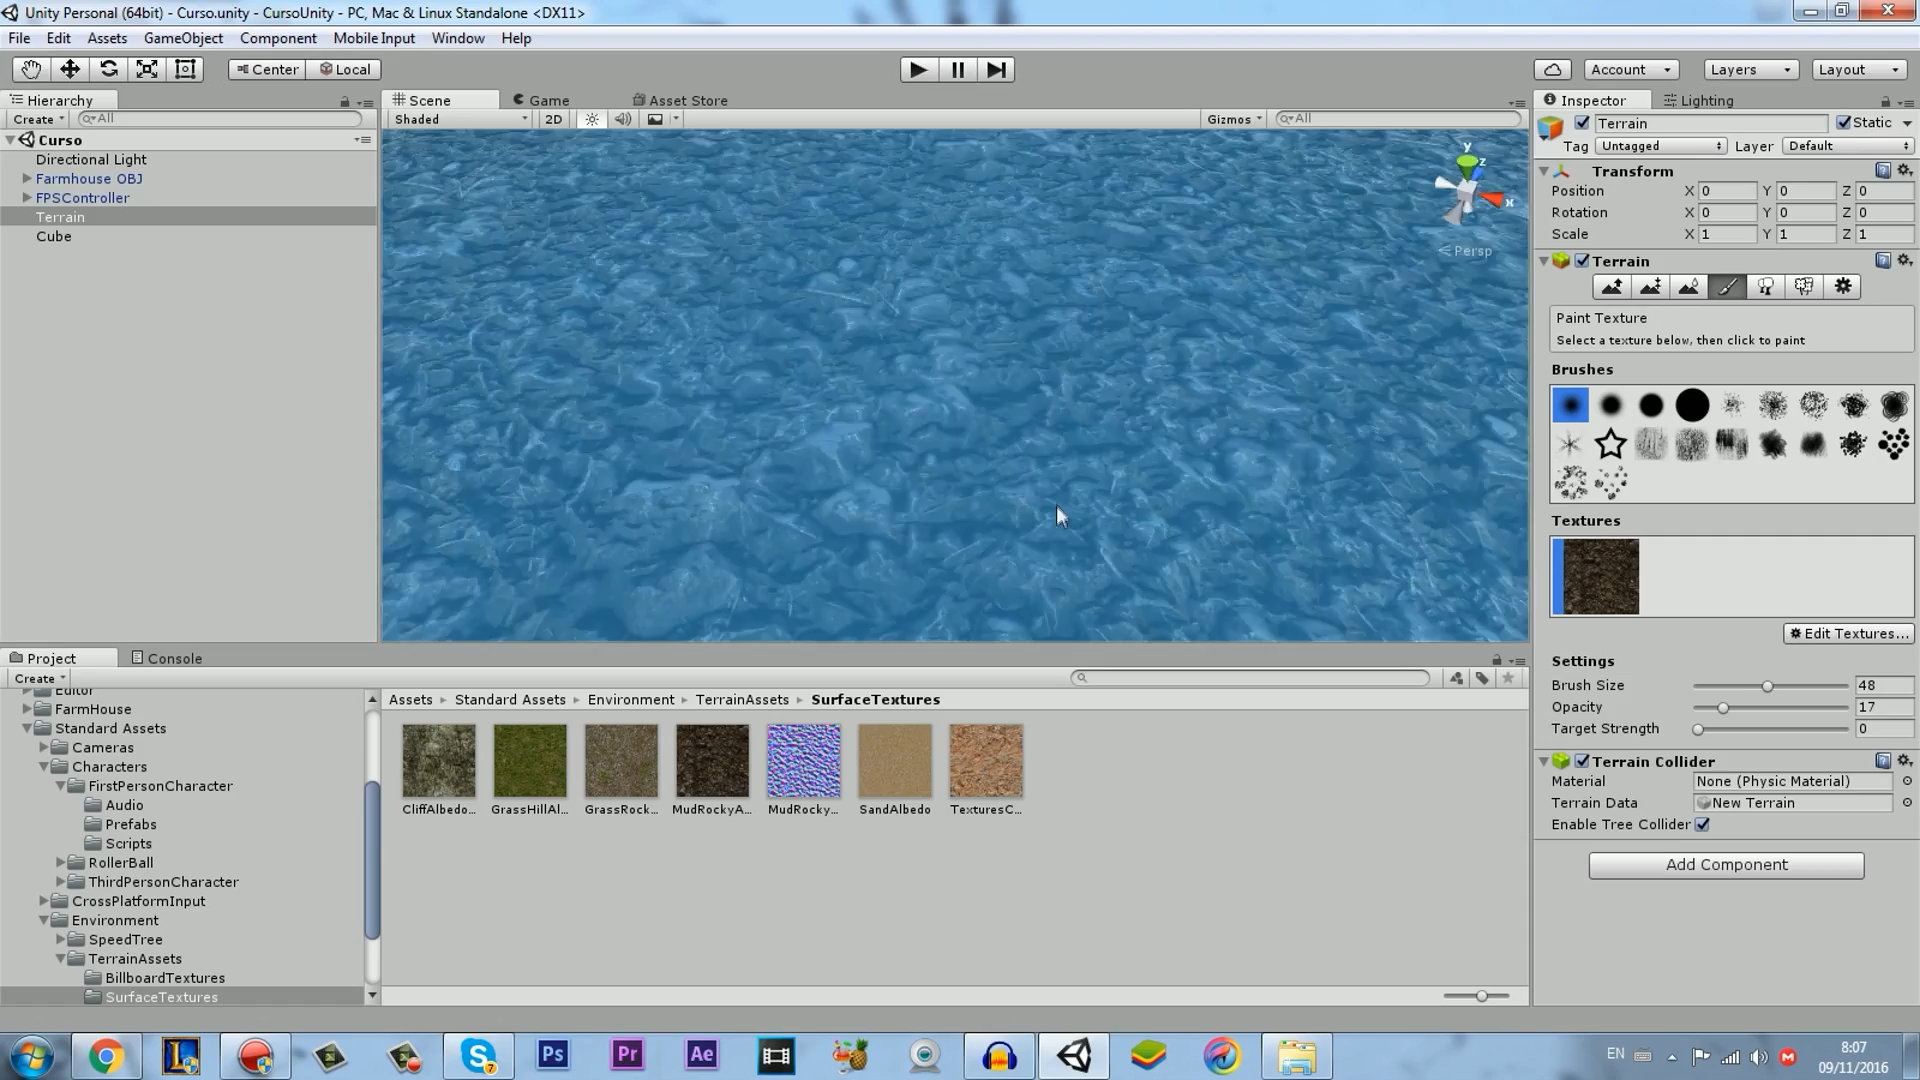 Unity Personal (64bit) - Curso.unity - CursoUnity - PC, Mac & Linux Standalone <DX11>
File Edit Assets GameObject Component Mobile Input Window Help
Center Local Account Layers Layout
Hierarchy
Create All
Curso
Directional Light
Farmhouse OBJ
FPSController
Terrain
Cube
Scene Game Asset Store
Shaded 2D Gizmos All
y
z
x
Persp
Inspector Lighting
Terrain Static
Tag Untagged Layer Default
Transform
Position X 0 Y 0 Z 0
Rotation X 0 Y 0 Z 0
Scale X 1 Y 1 Z 1
Terrain
Paint Texture
Select a texture below, then click to paint
Brushes
Textures
Edit Textures...
Settings
Brush Size 48
Opacity 17
Target Strength 0
Terrain Collider
Material None (Physic Material)
Terrain Data New Terrain
Enable Tree Collider
Add Component
Project Console
Create
Editor
FarmHouse
Standard Assets
Cameras
Characters
FirstPersonCharacter
Audio
Prefabs
Scripts
RollerBall
ThirdPersonCharacter
CrossPlatformInput
Environment
SpeedTree
TerrainAssets
BillboardTextures
SurfaceTextures
Assets Standard Assets Environment TerrainAssets SurfaceTextures
CliffAlbedo... GrassHillAl... GrassRock... MudRockyA... MudRocky... SandAlbedo TexturesC...
L S 7 Ps Pr Ae
EN M 8:07
09/11/2016